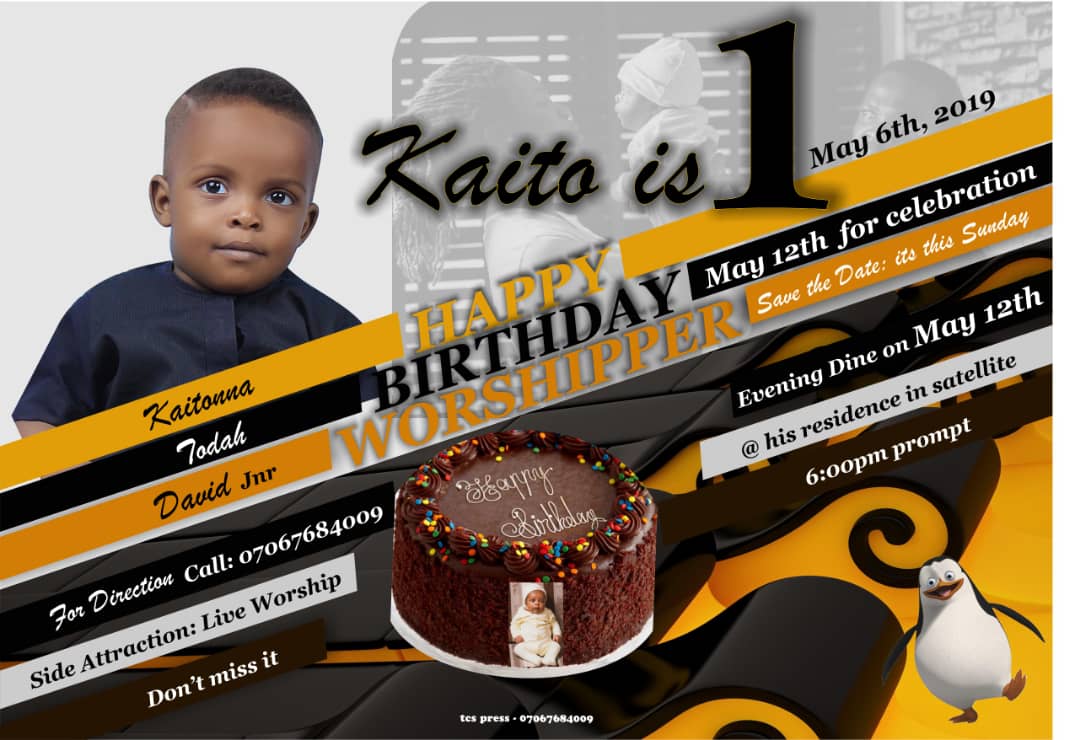 Kaito is 1
May 6th, 2019
May 12th for celebration
Save the Date: its this Sunday
HAPPY
BIRTHDAY
WORSHIPPER
Kaitonna
Todah
David Jnr
Evening Dine on May 12th
@ his residence in satellite
6:00pm prompt
For Direction Call: 07067684009
Side Attraction: Live Worship
Don't miss it
Happy
Birthday
tcs press - 07067684009